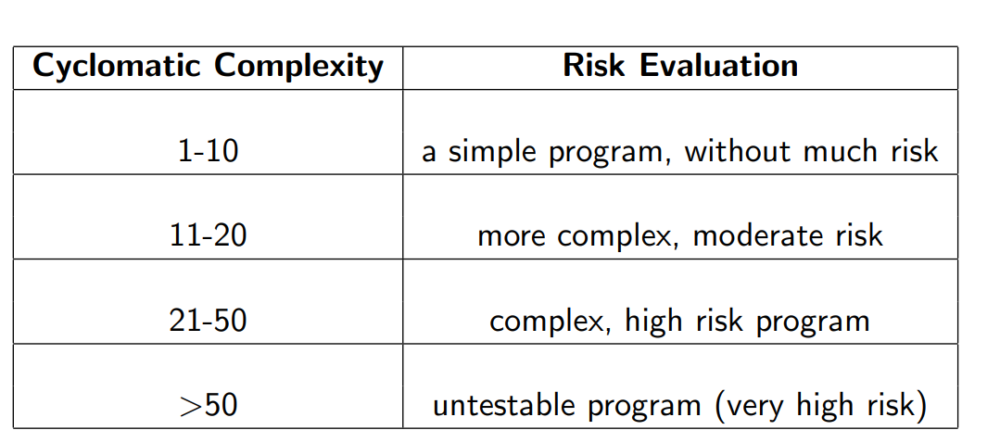 Cyclomatic Complexity Risk Evaluation
1-10 a simple program, without much risk
11-20 more complex, moderate risk
21-50 complex, high risk program
>50 untestable program (very high risk)